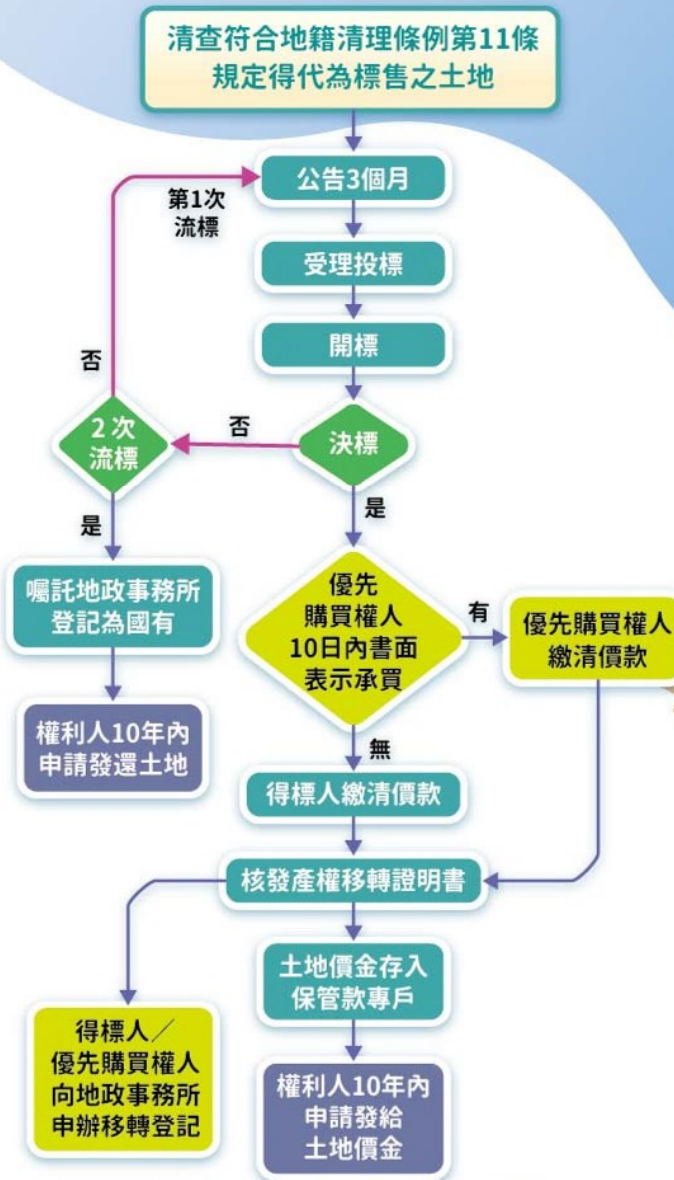 清查符合地籍清理條例第11條
規定得代為標售之土地
公告3個月
第1次
流標
受理投標
開標
否
2次
流標
否
決標
是
是
囑託地政事務所
登記為國有
優先
購買權人
10日內書面
表示承買
有
優先購買權人
繳清價款
權利人10年內
申請發還土地
無
得標人繳清價款
核發產權移轉證明書
土地價金存入
保管款專戶
得標人／
優先購買權人
向地政事務所
申辦移轉登記
權利人10年內
申請發給
土地價金